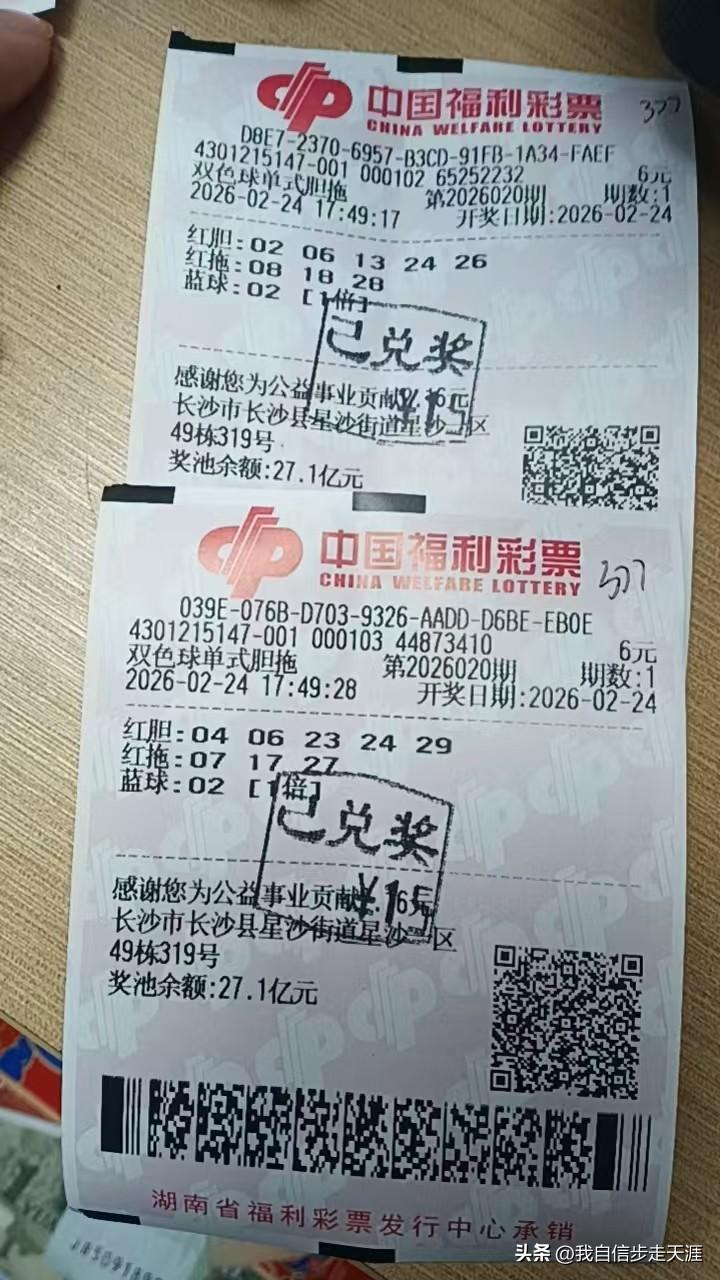 中国福利彩票
CHINA WELFARE LOTTERY
D8E7-2370-6957-B3CD-91FB-1A34-FAEF
4301215147-001 000102 65252232 6元
双色球单式胆拖 第2026020期 期数:1
2026-02-24 17:49:17 开奖日期:2026-02-24
红胆:02 06 13 24 26
红拖:08 18 28
蓝球:02 [1倍]
已兑奖
¥15
感谢您为公益事业贡献
长沙市长沙县星沙街道星沙 区
49栋319号
奖池余额:27.1亿元
中国福利彩票
CHINA WELFARE LOTTERY
039E-076B-D703-9326-AADD-D6BE-EB0E
4301215147-001 000103 44873410 6元
双色球单式胆拖 第2026020期 期数:1
2026-02-24 17:49:28 开奖日期:2026-02-24
红胆:04 06 23 24 29
红拖:07 17 27
蓝球:02 [1倍]
已兑奖
¥15
感谢您为公益事业贡献
长沙市长沙县星沙街道星沙 区
49栋319号
奖池余额:27.1亿元
湖南省福利彩票发行中心承销
头条 @我自信步走天涯